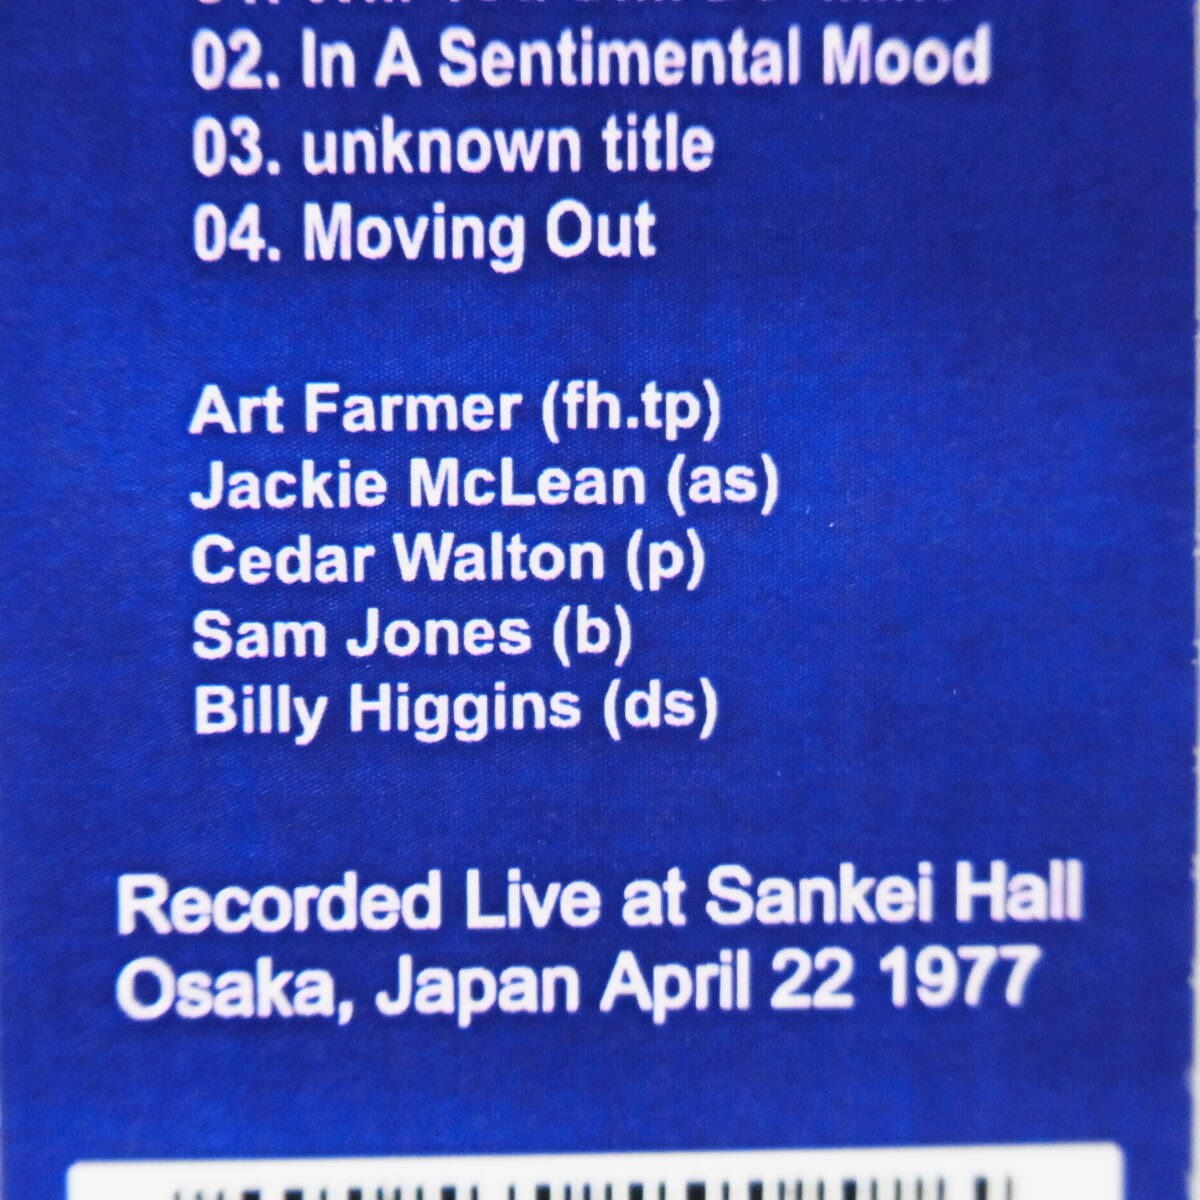 02. In A Sentimental Mood
03. unknown title
04. Moving Out
Art Farmer (fh.tp)
Jackie McLean (as)
Cedar Walton (p)
Sam Jones (b)
Billy Higgins (ds)
Recorded Live at Sankei Hall
Osaka, Japan April 22 1977